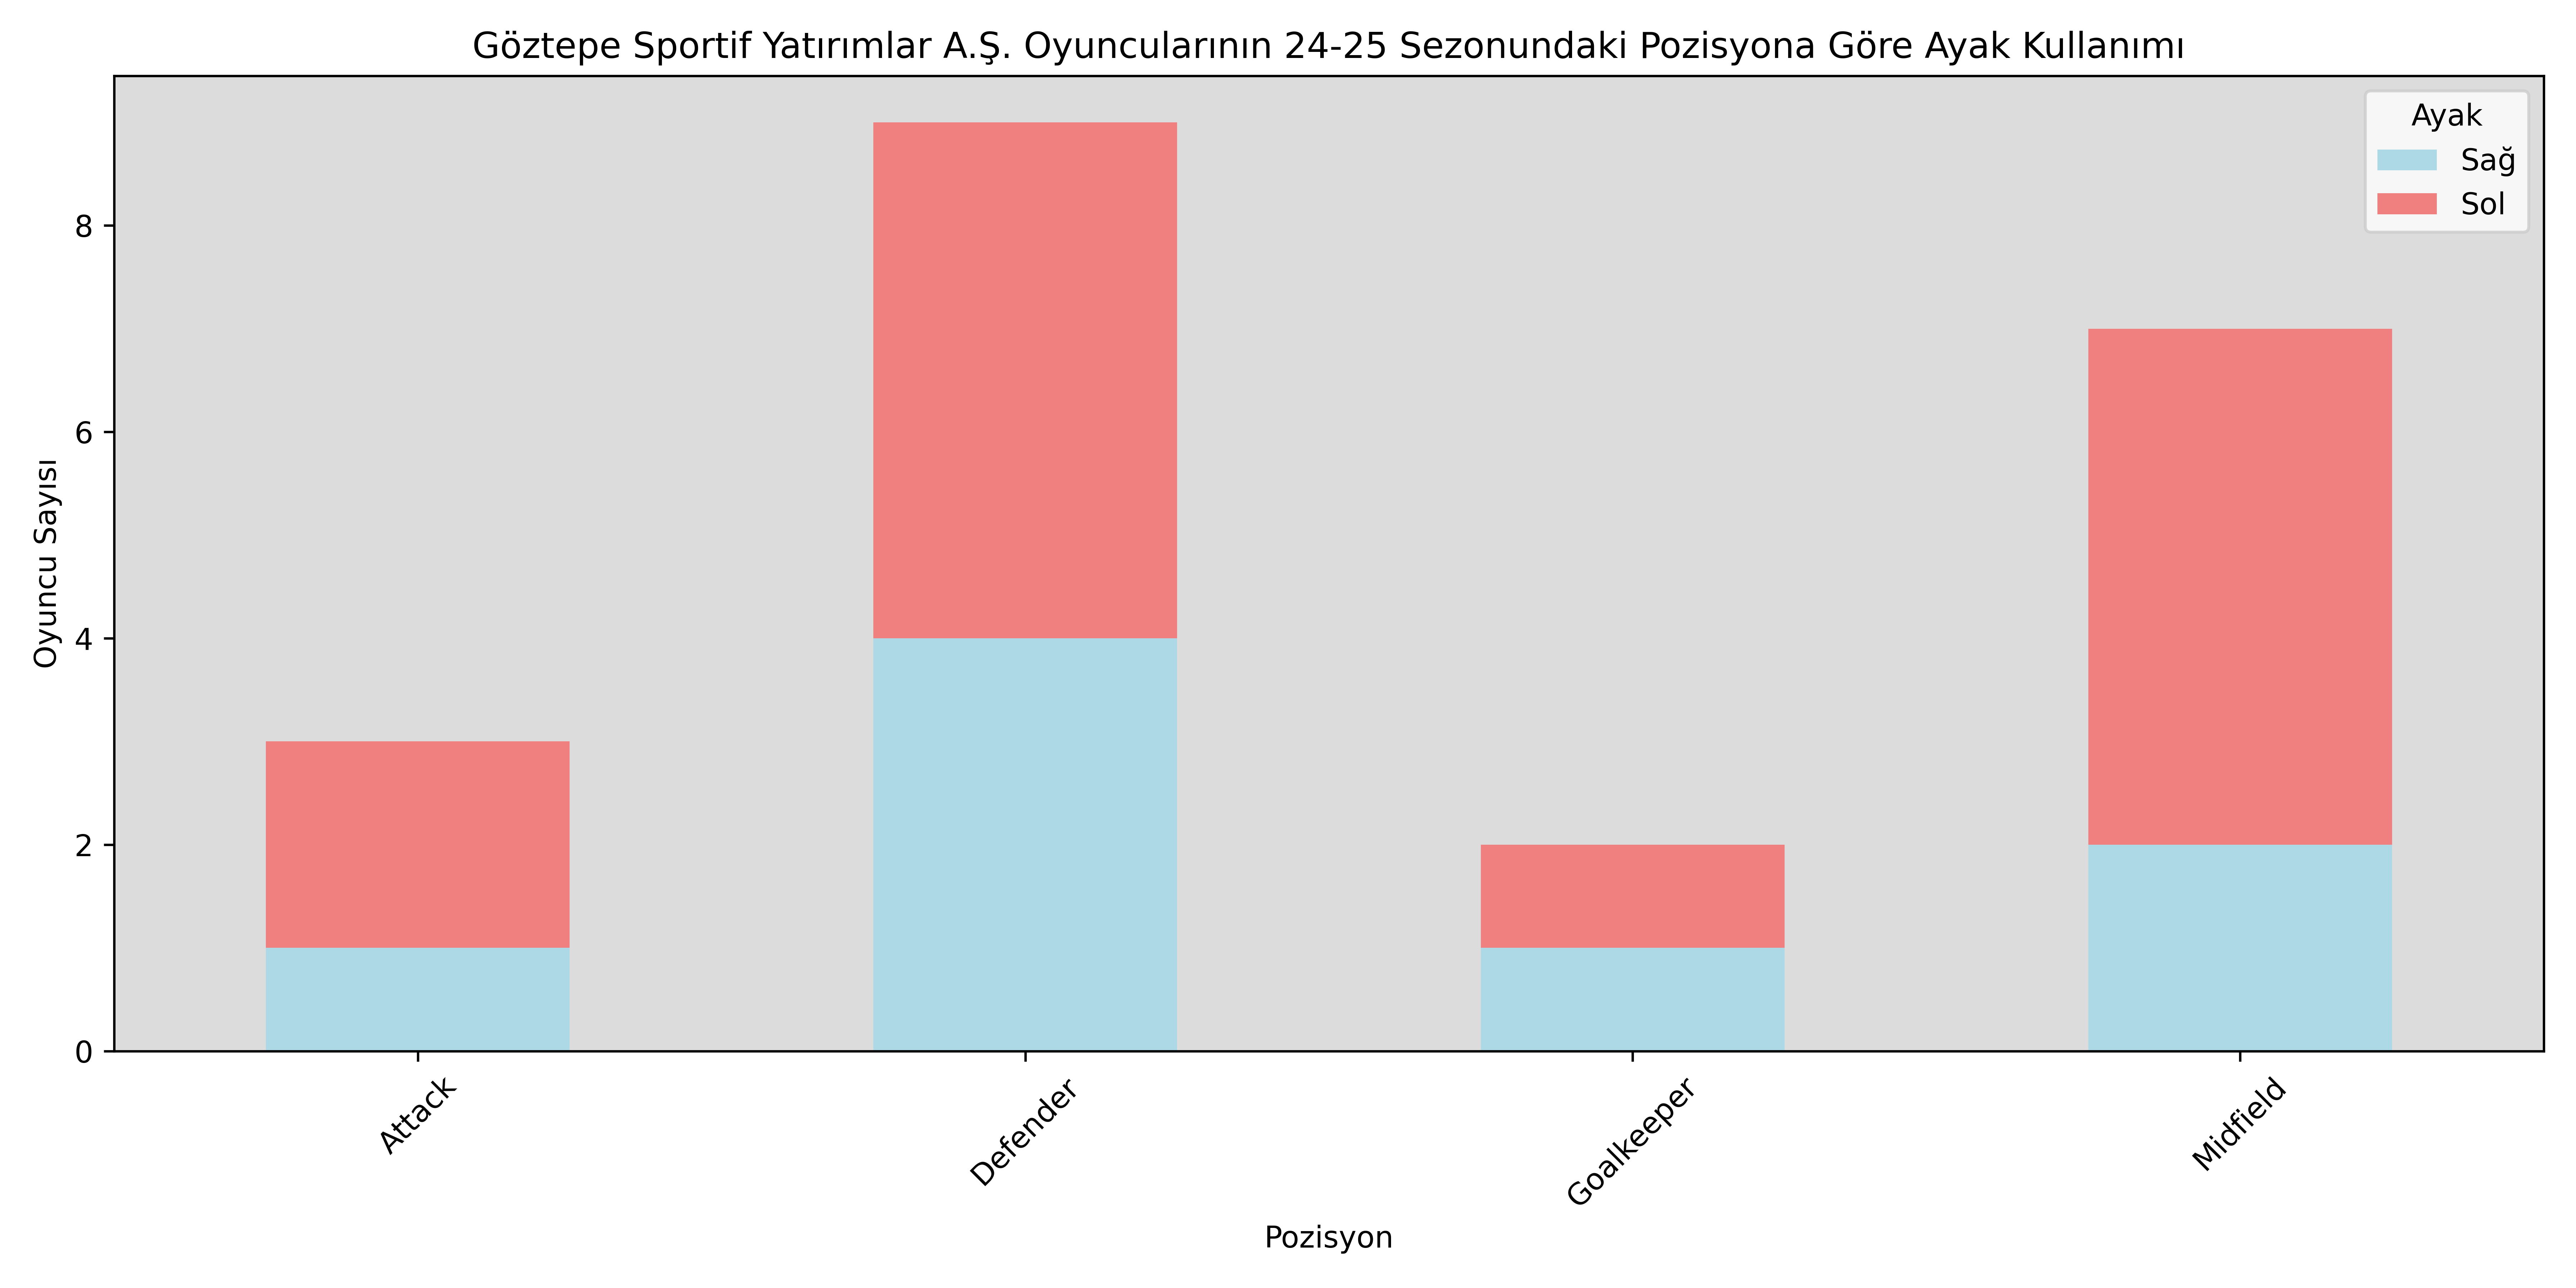 Göztepe Sportif Yatırımlar A.Ş. Oyuncularının 24-25 Sezonundaki Pozisyona Göre Ayak Kullanımı
Ayak
Sağ
Sol
Oyuncu Sayısı
8
6
4
2
0
Attack
Defender
Goalkeeper
Midfield
Pozisyon